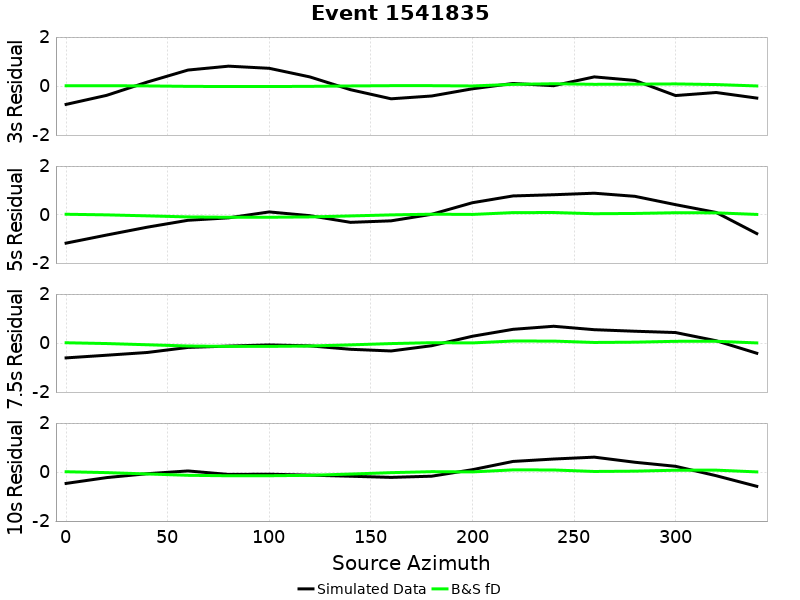 Event 1541835
3s Residual
2
0
-2
5s Residual
2
0
-2
7.5s Residual
2
0
-2
10s Residual
2
0
-2
0 50 100 150 200 250 300
Source Azimuth
Simulated Data B&S fD